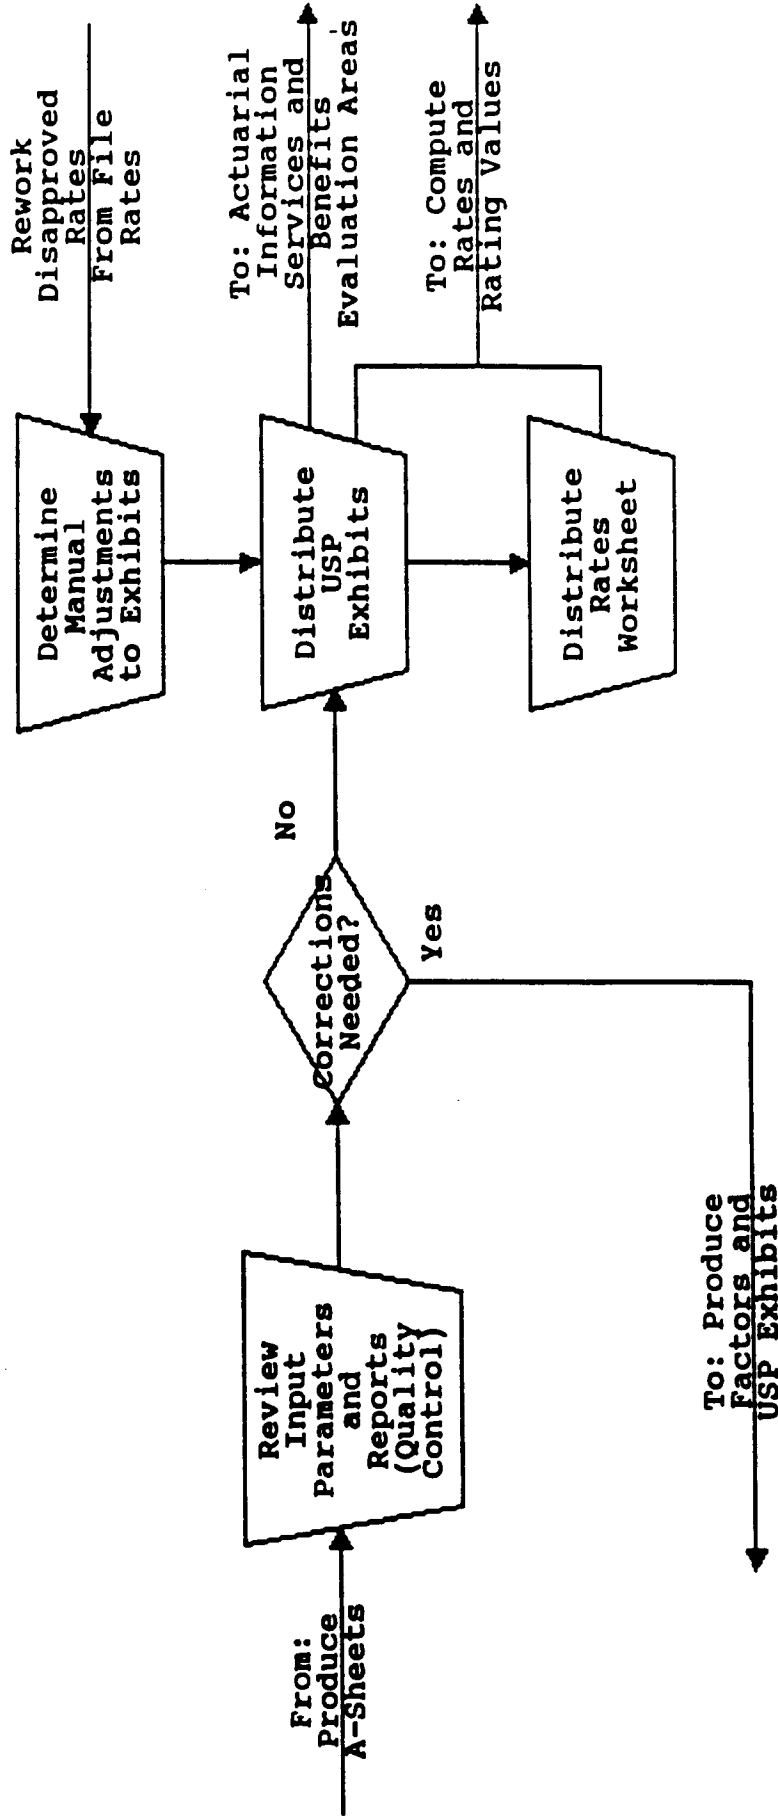 From:
Produce
A-Sheets
Review
Input
Parameters
and
Reports
(Quality
Control)
Corrections
Needed?
No
Yes
To: Produce
Factors and
USP Exhibits
Determine
Manual
Adjustments
to Exhibits
Rework
Disapproved
Rates
From File
Rates
Distribute
USP
Exhibits
To: Actuarial
Information
Services and
Benefits
Evaluation Areas
Distribute
Rates
Worksheet
To: Compute
Rates and
Rating Values